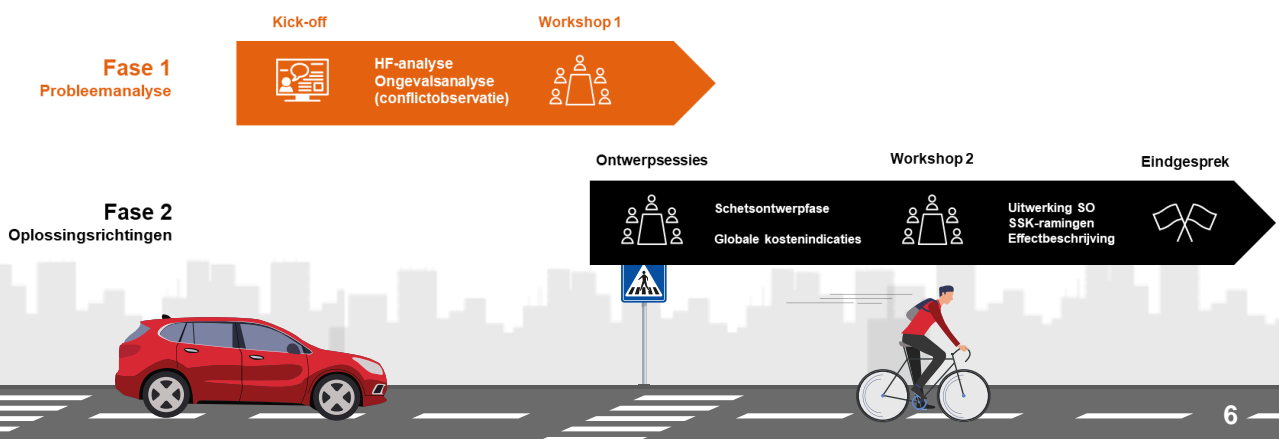 Kick-off
Workshop 1
Fase 1
Probleemanalyse
HF-analyse
Ongevalsanalyse
(conflictobservatie)
Ontwerpsessies
Workshop 2
Eindgesprek
Fase 2
Oplossingsrichtingen
Schetsontwerpfase
Globale kostenindicaties
Uitwerking SO
SSK-ramingen
Effectbeschrijving
6